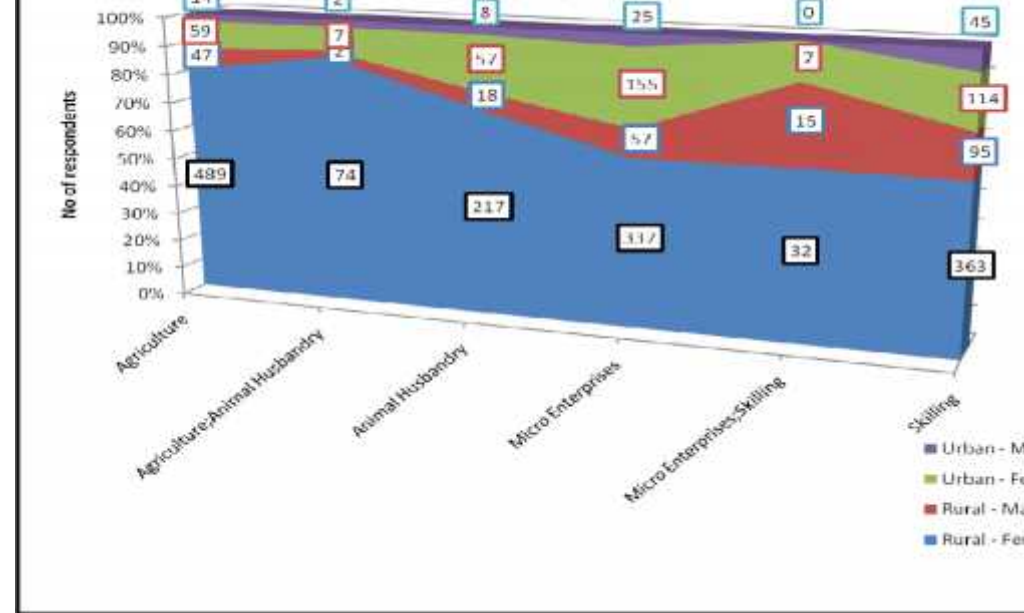 2 8 25 0 45
100%
90%
80%
70%
60%
50%
40%
30%
20%
10%
0%
No of respondents
59 7 57 155 7 114
47 2 18 57 15 95
489 74 217 337 32 363
Agriculture
Agriculture;Animal Husbandry
Animal Husbandry
Micro Enterprises
Micro Enterprises;Skilling
Skilling
Urban - M
Urban - Fe
Rural - Ma
Rural - Fe